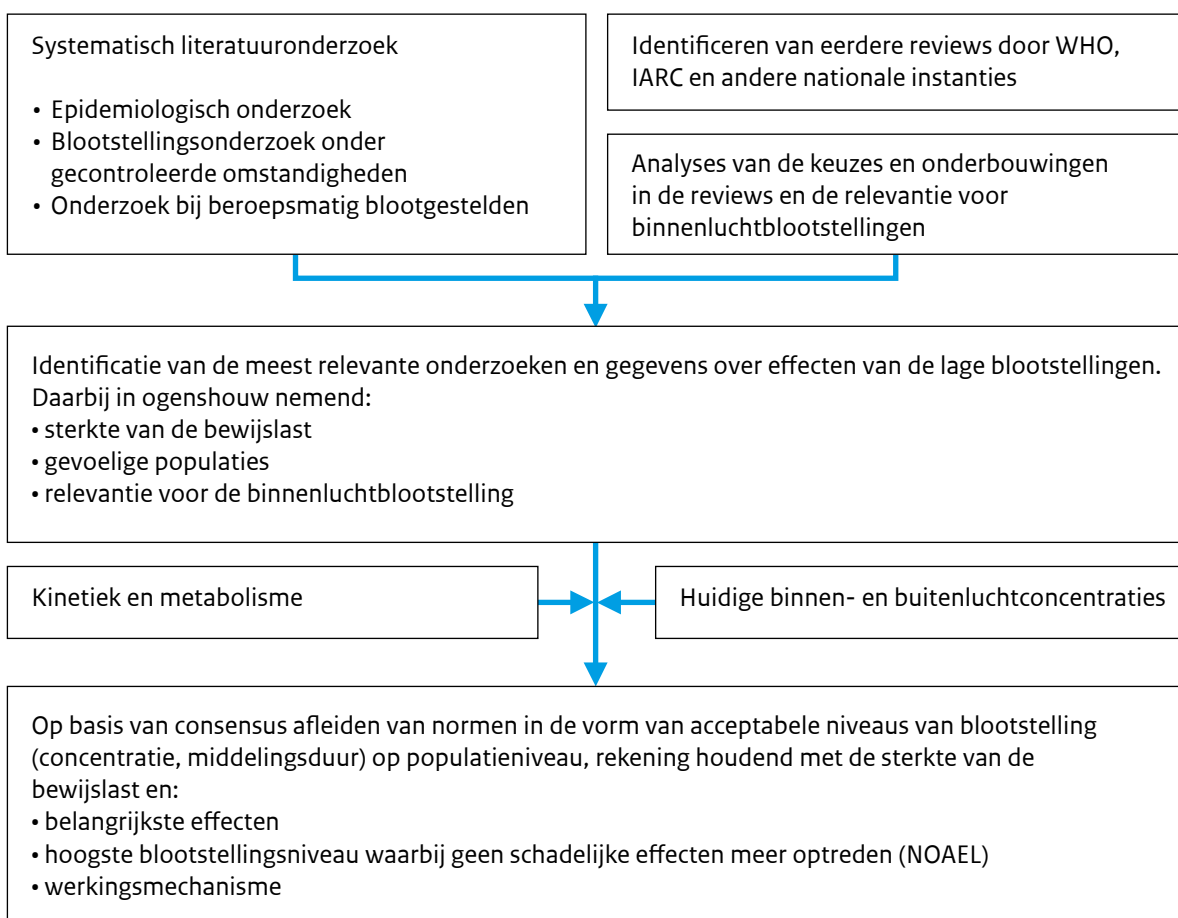 Systematisch literatuuronderzoek
• Epidemiologisch onderzoek
• Blootstellingsonderzoek onder
gecontroleerde omstandigheden
• Onderzoek bij beroepsmatig blootgestelden
Identificeren van eerdere reviews door WHO,
IARC en andere nationale instanties
Analyses van de keuzes en onderbouwingen
in de reviews en de relevantie voor
binnenluchtblootstellingen
Identificatie van de meest relevante onderzoeken en gegevens over effecten van de lage blootstellingen.
Daarbij in ogenshouw nemend:
• sterkte van de bewijslast
• gevoelige populaties
• relevantie voor de binnenluchtblootstelling
Kinetiek en metabolisme
Huidige binnen- en buitenluchtconcentraties
Op basis van consensus afleiden van normen in de vorm van acceptabele niveaus van blootstelling
(concentratie, middelingsduur) op populatieniveau, rekening houdend met de sterkte van de
bewijslast en:
• belangrijkste effecten
• hoogste blootstellingsniveau waarbij geen schadelijke effecten meer optreden (NOAEL)
• werkingsmechanisme